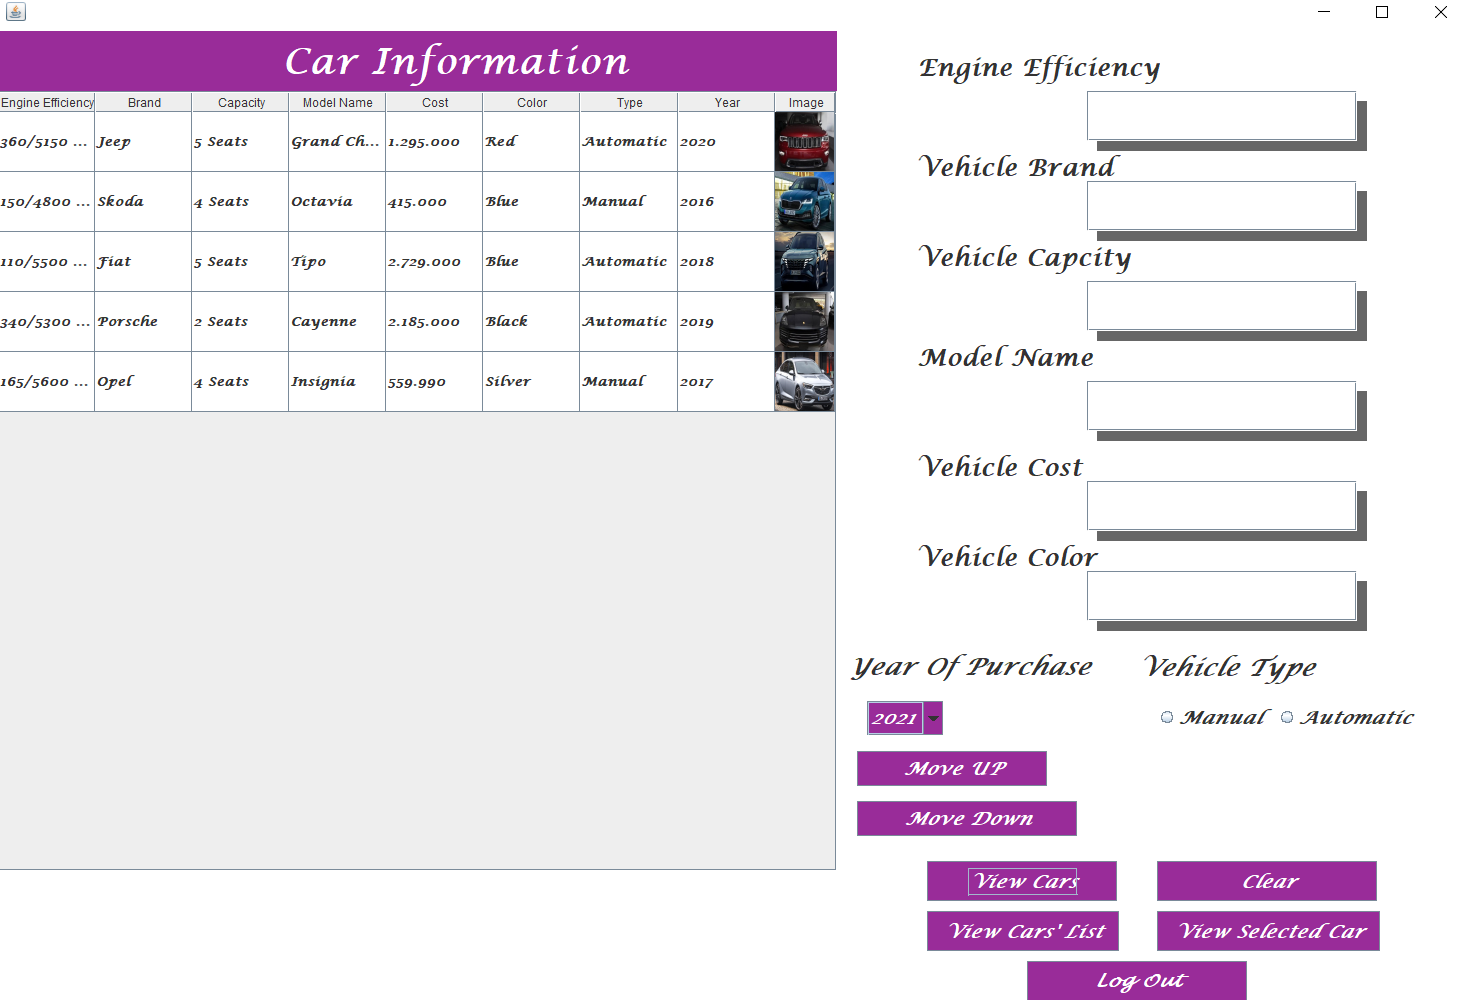 Car Information
Engine Efficiency Brand Capacity Model Name Cost Color Type Year Image
360/5150 ... Jeep 5 Seats Grand Ch... 1.295.000 Red Automatic 2020
150/4800 ... Skoda 4 Seats Octavia 415.000 Blue Manual 2016
110/5500 ... Fiat 5 Seats Tipo 2.729.000 Blue Automatic 2018
340/5300 ... Porsche 2 Seats Cayenne 2.185.000 Black Automatic 2019
165/5600 ... Opel 4 Seats Insignia 559.990 Silver Manual 2017
Engine Efficiency
Vehicle Brand
Vehicle Capcity
Model Name
Vehicle Cost
Vehicle Color
Year Of Purchase Vehicle Type
2021 Manual Automatic
Move UP
Move Down
View Cars Clear
View Cars' List View Selected Car
Log Out